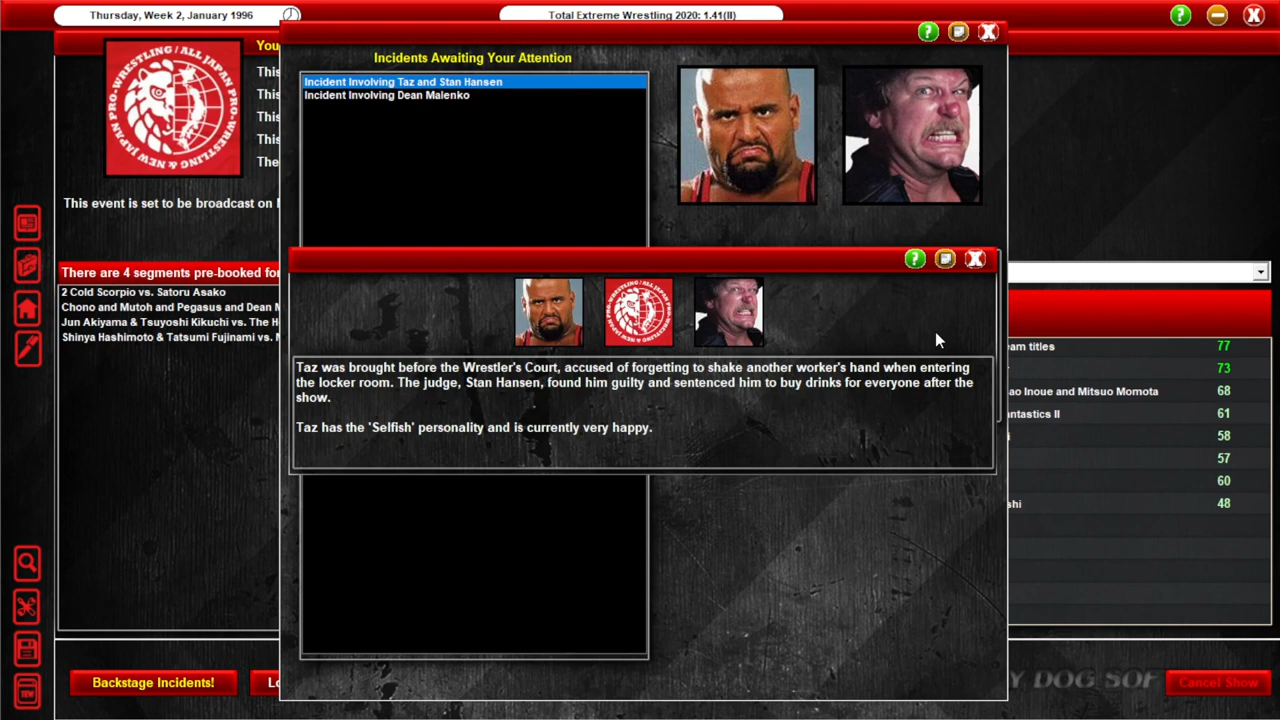 Thursday, Week 2, January 1996
Total Extreme Wrestling 2020: 1.41(II)
You
This
This
This
This
The
NEW JAPAN PRO-WRESTLING / ALL JAPAN PRO-WRESTLING &
This event is set to be broadcast on
There are 4 segments pre-booked for
2 Cold Scorpio vs. Satoru Asako
Chono and Mutoh and Pegasus and Dean M
Jun Akiyama & Tsuyoshi Kikuchi vs. The H
Shinya Hashimoto & Tatsumi Fujinami vs.
Incidents Awaiting Your Attention
Incident Involving Taz and Stan Hansen
Incident Involving Dean Malenko
Taz was brought before the Wrestler's Court, accused of forgetting to shake another worker's hand when entering
the locker room. The judge, Stan Hansen, found him guilty and sentenced him to buy drinks for everyone after the
show.
Taz has the 'Selfish' personality and is currently very happy.
eam titles 77
73
ao Inoue and Mitsuo Momota 68
antastics II 61
58
57
60
shi 48
Backstage Incidents!
Lo
Y DOG SOF
Cancel Show